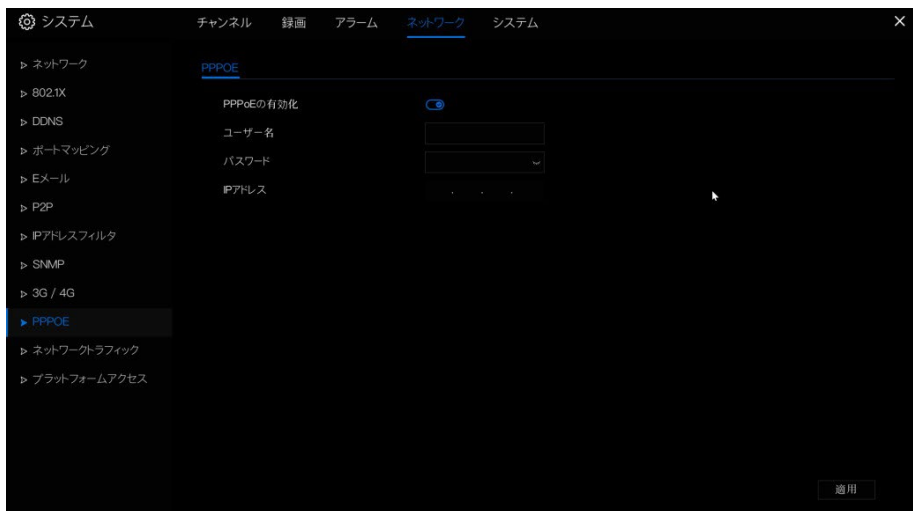 システム
チャンネル 録画 アラーム ネットワーク システム
ネットワーク
802.1X
DDNS
ポートマッピング
Eメール
P2P
IPアドレスフィルタ
SNMP
3G / 4G
PPPOE
ネットワークトラフィック
プラットフォームアクセス
PPPOE
PPPoEの有効化
ユーザー名
パスワード
IPアドレス
適用